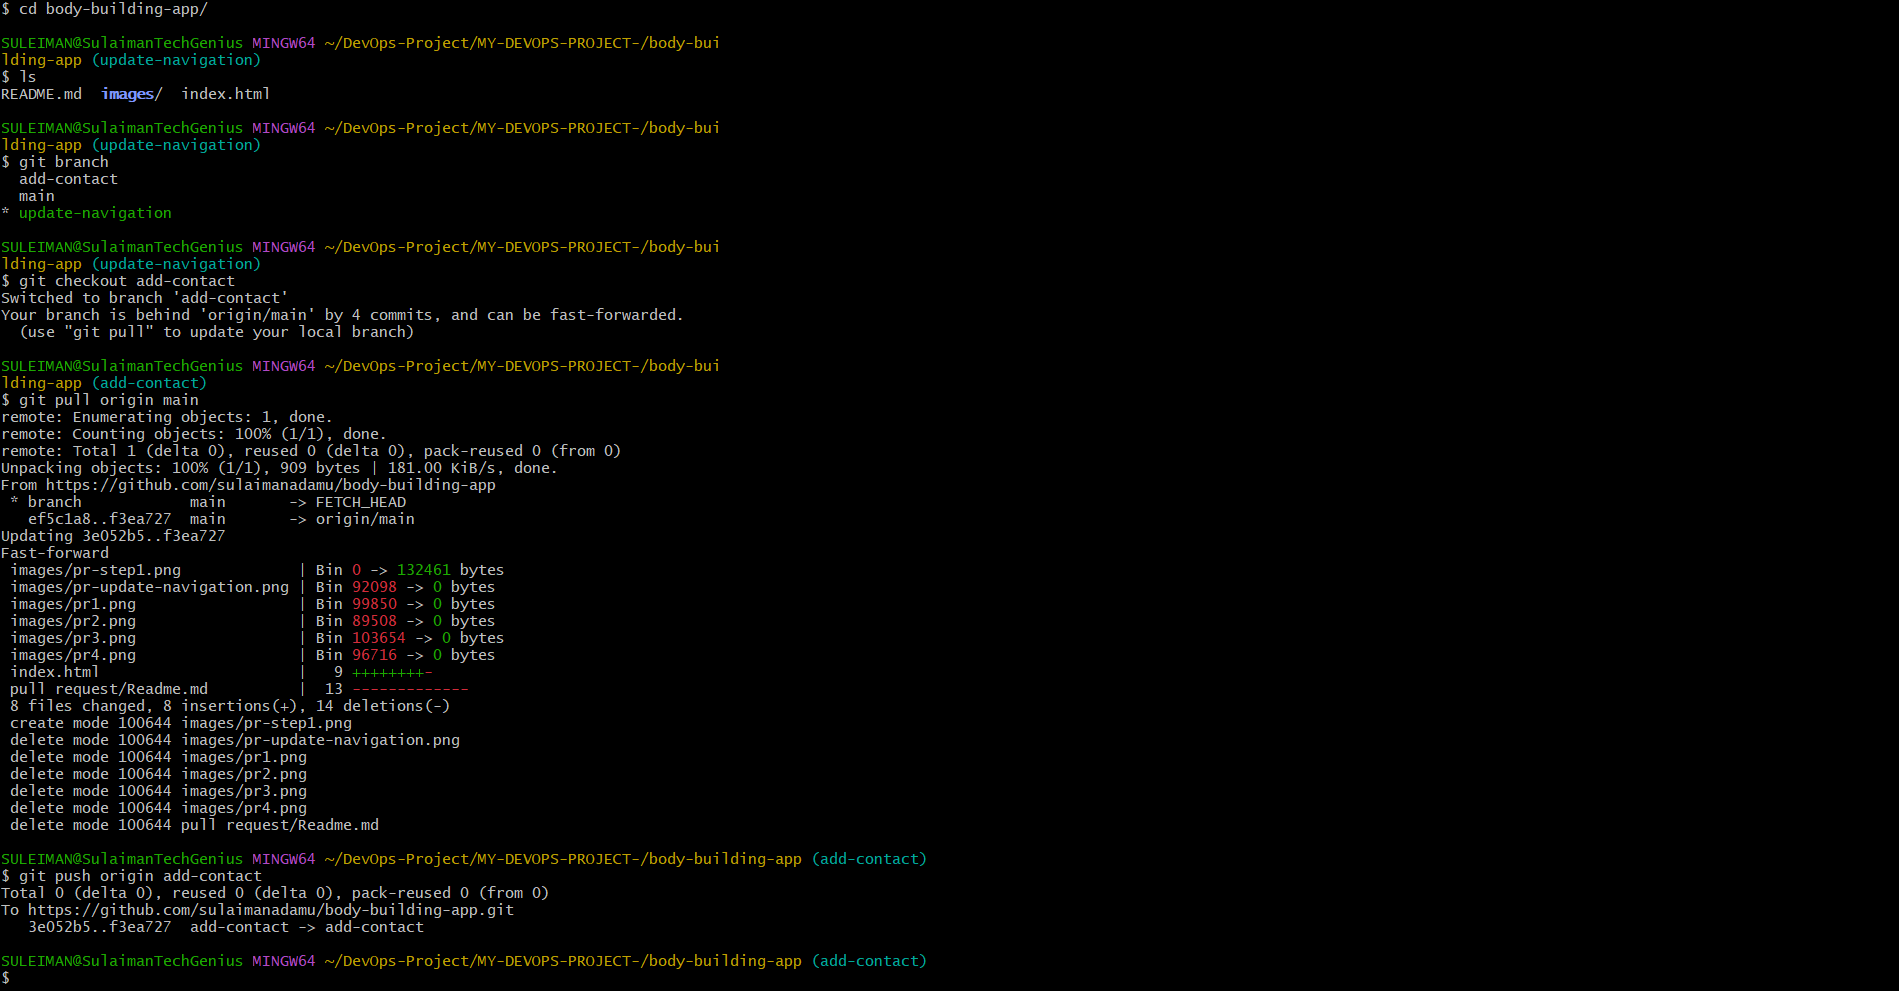 $ cd body-building-app/
SULEIMAN@SulaimanTechGenius MINGW64 ~/DevOps-Project/MY-DEVOPS-PROJECT-/body-bui
lding-app (update-navigation)
$ ls
README.md  images/  index.html
SULEIMAN@SulaimanTechGenius MINGW64 ~/DevOps-Project/MY-DEVOPS-PROJECT-/body-bui
lding-app (update-navigation)
$ git branch
  add-contact
  main
* update-navigation
SULEIMAN@SulaimanTechGenius MINGW64 ~/DevOps-Project/MY-DEVOPS-PROJECT-/body-bui
lding-app (update-navigation)
$ git checkout add-contact
Switched to branch 'add-contact'
Your branch is behind 'origin/main' by 4 commits, and can be fast-forwarded.
  (use "git pull" to update your local branch)
SULEIMAN@SulaimanTechGenius MINGW64 ~/DevOps-Project/MY-DEVOPS-PROJECT-/body-bui
lding-app (add-contact)
$ git pull origin main
remote: Enumerating objects: 1, done.
remote: Counting objects: 100% (1/1), done.
remote: Total 1 (delta 0), reused 0 (delta 0), pack-reused 0 (from 0)
Unpacking objects: 100% (1/1), 909 bytes | 181.00 KiB/s, done.
From https://github.com/sulaimanadamu/body-building-app
 * branch            main       -> FETCH_HEAD
   ef5c1a8..f3ea727  main       -> origin/main
Updating 3e052b5..f3ea727
Fast-forward
 images/pr-step1.png             | Bin 0 -> 132461 bytes
 images/pr-update-navigation.png | Bin 92098 -> 0 bytes
 images/pr1.png                  | Bin 99850 -> 0 bytes
 images/pr2.png                  | Bin 89508 -> 0 bytes
 images/pr3.png                  | Bin 103654 -> 0 bytes
 images/pr4.png                  | Bin 96716 -> 0 bytes
 index.html                      |   9 ++++++++-
 pull request/Readme.md          |  13 -------------
 8 files changed, 8 insertions(+), 14 deletions(-)
 create mode 100644 images/pr-step1.png
 delete mode 100644 images/pr-update-navigation.png
 delete mode 100644 images/pr1.png
 delete mode 100644 images/pr2.png
 delete mode 100644 images/pr3.png
 delete mode 100644 images/pr4.png
 delete mode 100644 pull request/Readme.md
SULEIMAN@SulaimanTechGenius MINGW64 ~/DevOps-Project/MY-DEVOPS-PROJECT-/body-building-app (add-contact)
$ git push origin add-contact
Total 0 (delta 0), reused 0 (delta 0), pack-reused 0 (from 0)
To https://github.com/sulaimanadamu/body-building-app.git
   3e052b5..f3ea727  add-contact -> add-contact
SULEIMAN@SulaimanTechGenius MINGW64 ~/DevOps-Project/MY-DEVOPS-PROJECT-/body-building-app (add-contact)
$